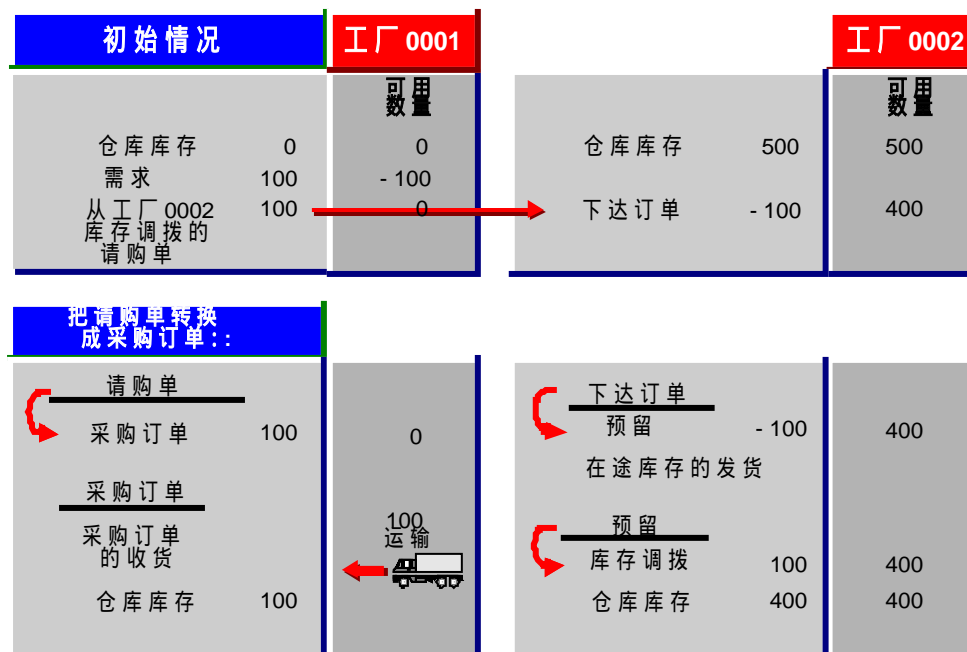 初始情况
工厂 0001
工厂 0002
可用
数量
可用
数量
仓库库存 0 0
仓库库存 500 500
需求 100 - 100
从工厂 0002 100 0
下达订单 - 100 400
库存调拨的
请购单
把请购单转换
成采购订单::
请购单
下达订单
采购订单 100 0
预留 - 100 400
在途库存的发货
采购订单
采购订单
的收货
100
运输
预留
库存调拨 100 400
仓库库存 100
仓库库存 400 400